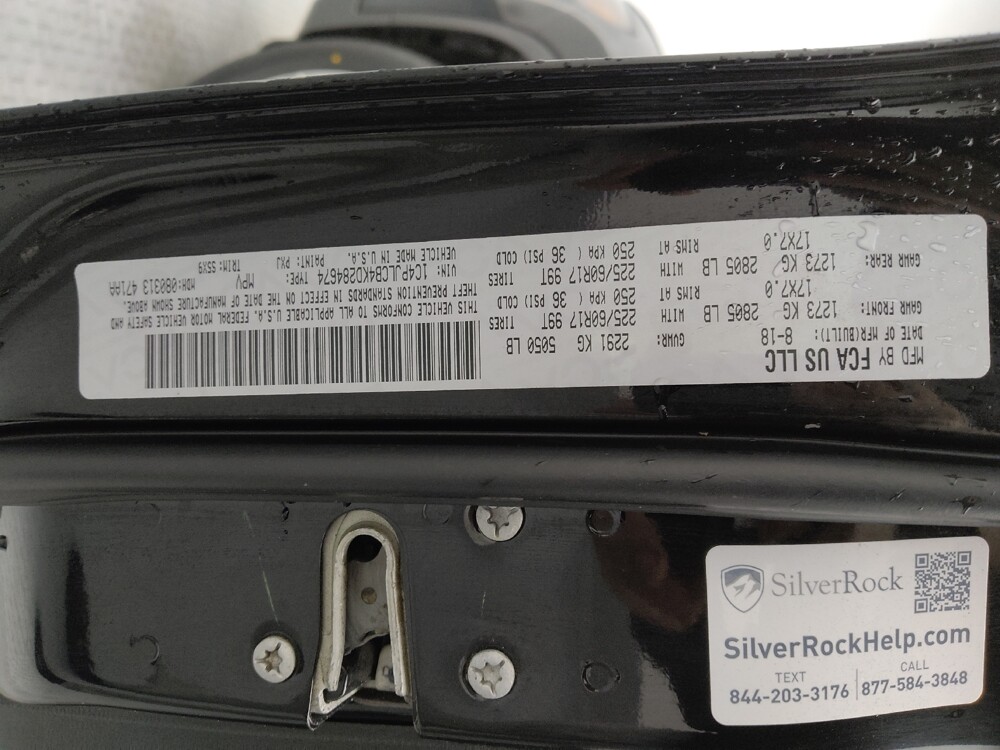 MFD BY FCA US LLC
DATE OF MFR(BUILT): 8-18 GVWR: 2291 KG 5050 LB
GAWR FRONT: 1273 KG 2805 LB WITH 225/60R17 99T TIRES
17X7.0 RIMS AT 250 KPA ( 36 PSI) COLD
GAWR REAR: 1273 KG 2805 LB WITH 225/60R17 99T TIRES
17X7.0 RIMS AT 250 KPA ( 36 PSI) COLD
THIS VEHICLE CONFORMS TO ALL APPLICABLE U.S.A. FEDERAL MOTOR VEHICLE SAFETY AND
THEFT PREVENTION STANDARDS IN EFFECT ON THE DATE OF MANUFACTURE SHOWN ABOVE
VIN: 1C4PJLCB4KD284674 TYPE: MPV MDH:080313 471AA
VEHICLE MADE IN U.S.A. PAINT: PXJ TRIM: S5X9
SilverRock
SilverRockHelp.com
TEXT
844-203-3176
CALL
877-584-3848